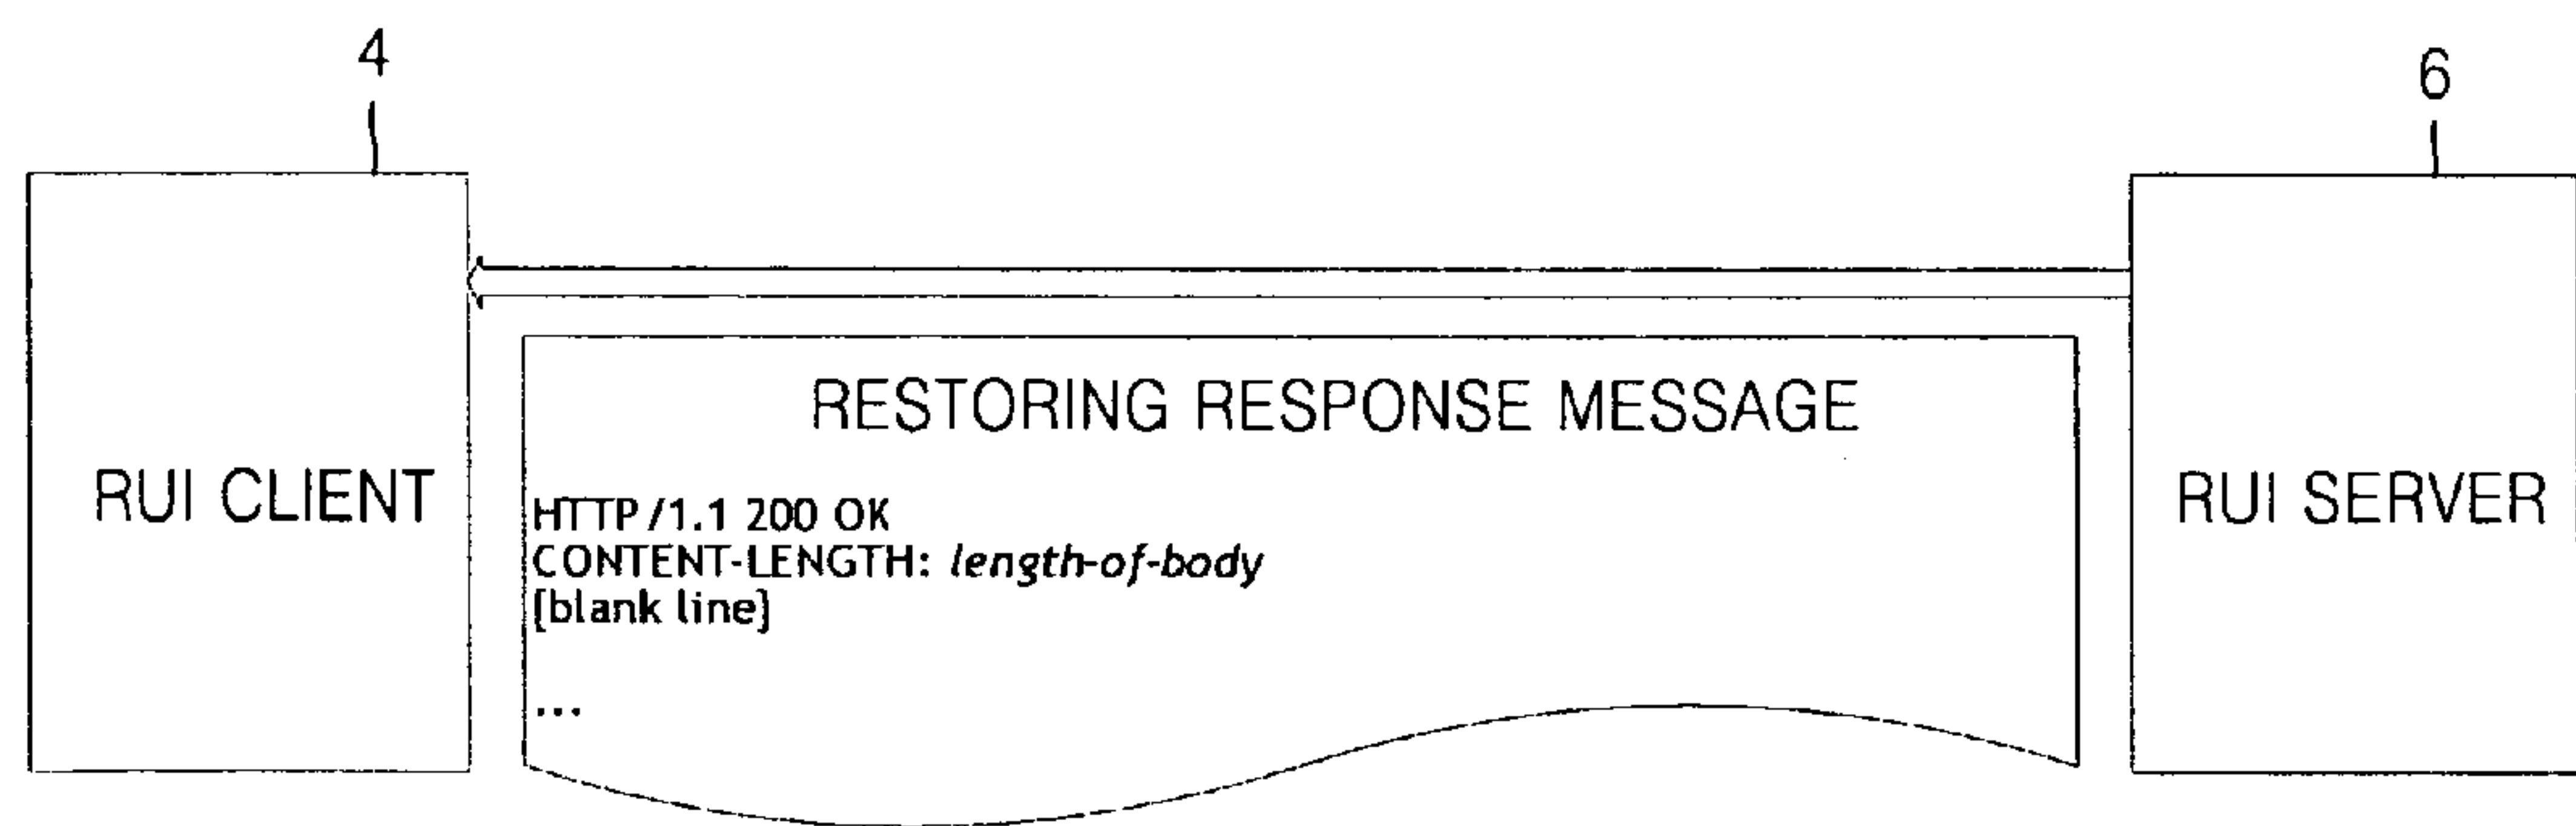 4
6
RESTORING RESPONSE MESSAGE
RUI CLIENT
RUI SERVER
HTTP/1.1 200 OK
CONTENT-LENGTH: length-of-body
[blank line]
...